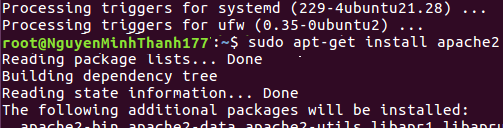 Processing triggers for systemd (229-4ubuntu21.28) ...
Processing triggers for ufw (0.35-0ubuntu2) ...
root@NguyenMinhThanh177:~$ sudo apt-get install apache2
Reading package lists... Done
Building dependency tree
Reading state information... Done
The following additional packages will be installed:
apache2-bin apache2-data apache2-utils libapr1